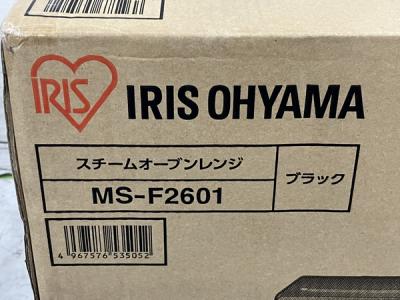 IRIS
IRIS OHYAMA
スチームオーブンレンジ
MS-F2601
ブラック
4 967576 535052